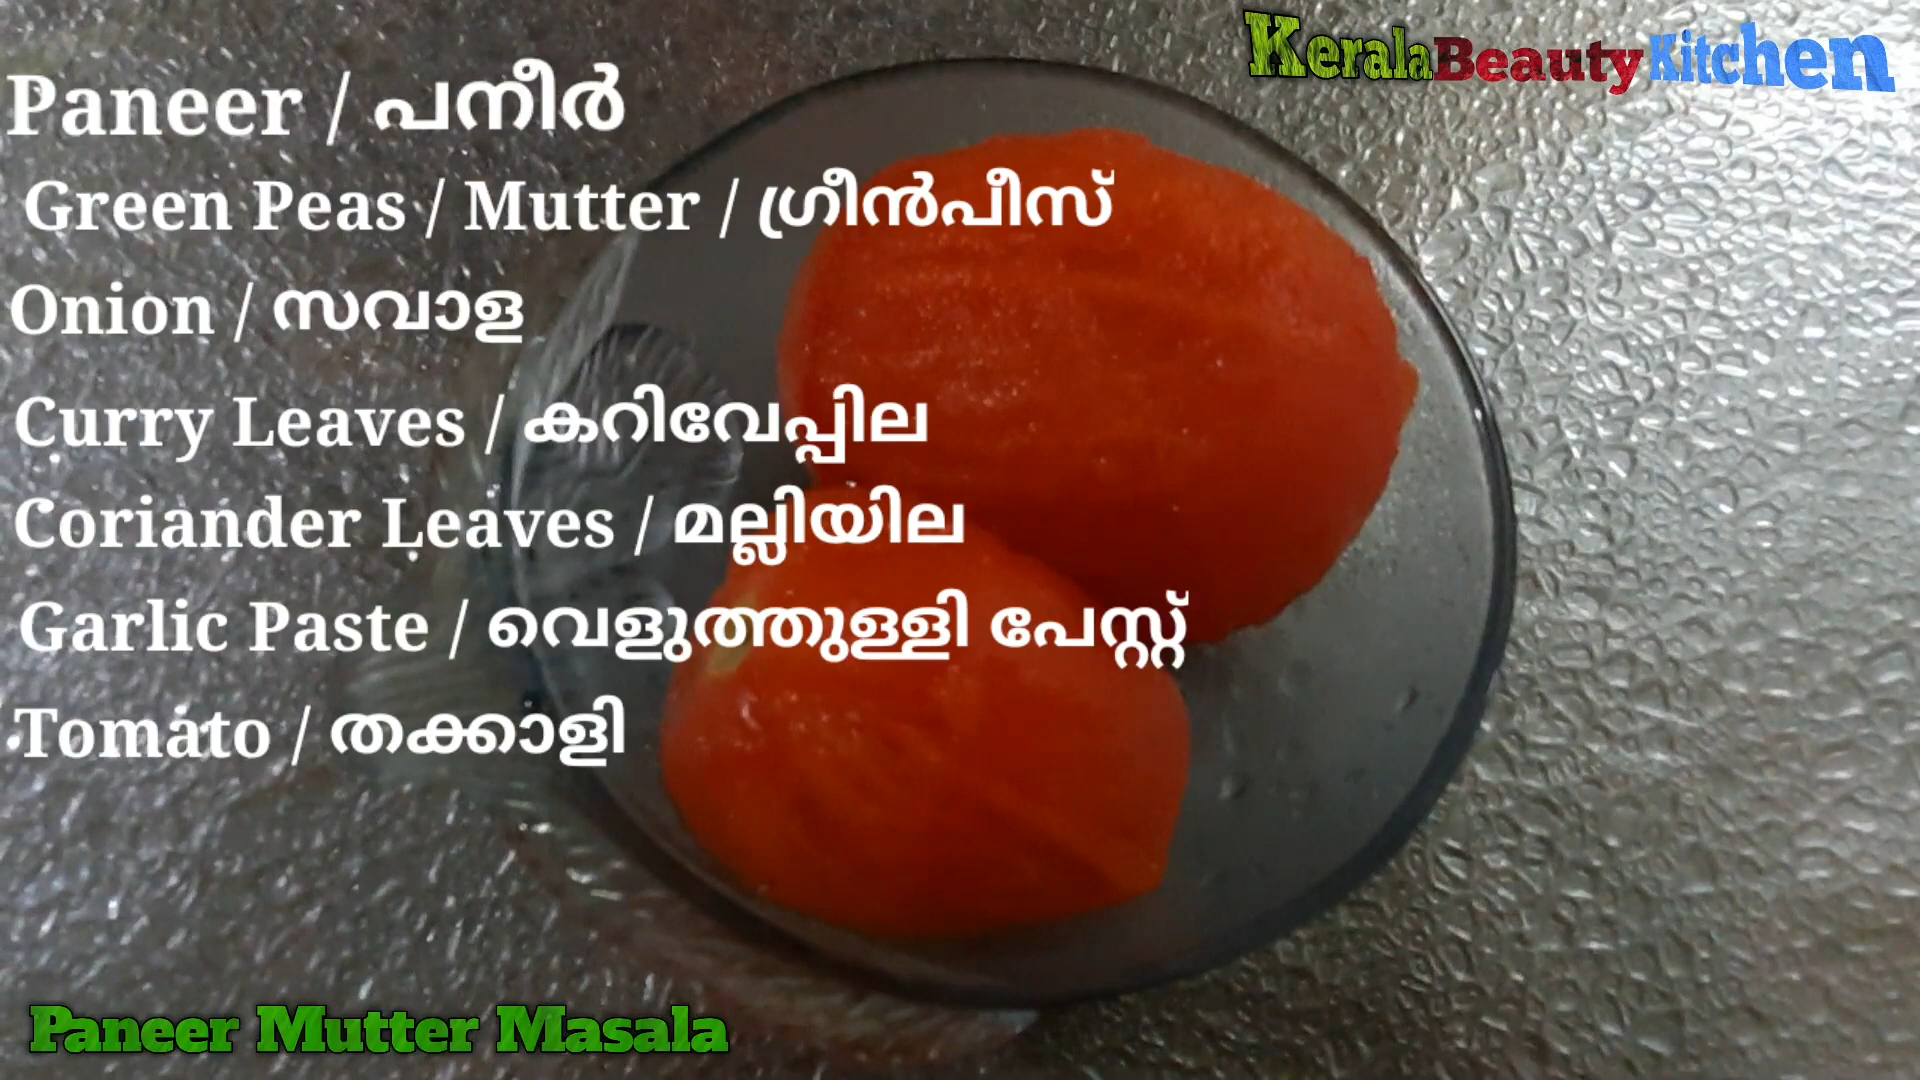 KeralaBeautyKitchen
Paneer / പനീർ
Green Peas / Mutter / ഗ്രീൻപീസ്
Onion / സവാള
Curry Leaves / കറിവേപ്പില
Coriander Leaves / മല്ലിയില
Garlic Paste / വെളുത്തുള്ളി പേസ്റ്റ്
Tomato / തക്കാളി
Paneer Mutter Masala